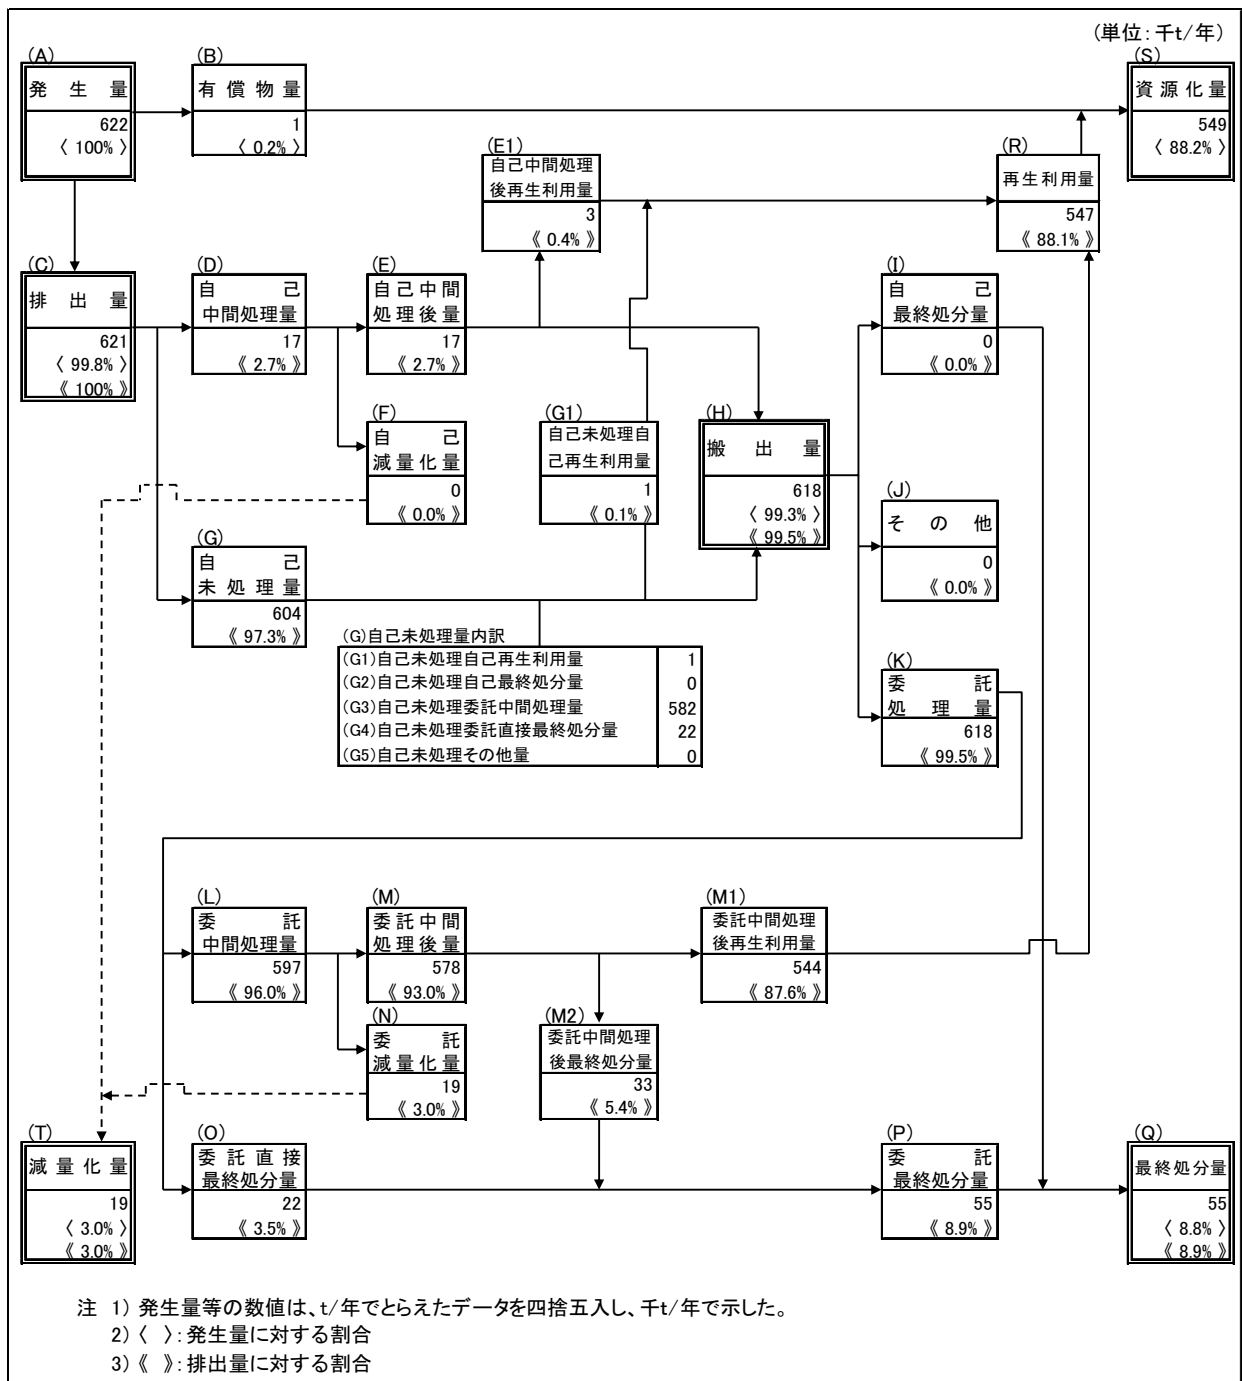 (単位:千t/年)
(A)
発生量
622
〈 100% 〉
(B)
有償物量
1
〈 0.2% 〉
(S)
資源化量
549
〈 88.2% 〉
(E1)
自己中間処理
後再生利用量
3
《 0.4% 》
(R)
再生利用量
547
《 88.1% 》
(C)
排出量
621
〈 99.8% 〉
《 100% 》
(D)
自己
中間処理量
17
《 2.7% 》
(E)
自己中間
処理後量
17
《 2.7% 》
(I)
自己
最終処分量
0
《 0.0% 》
(F)
自己
減量化量
0
《 0.0% 》
(G1)
自己未処理自
己再生利用量
1
《 0.1% 》
(H)
搬出量
618
〈 99.3% 〉
《 99.5% 》
(J)
その他
0
《 0.0% 》
(G)
自己
未処理量
604
《 97.3% 》
(G)自己未処理量内訳
(G1)自己未処理自己再生利用量 1
(G2)自己未処理自己最終処分量 0
(G3)自己未処理委託中間処理量 582
(G4)自己未処理委託直接最終処分量 22
(G5)自己未処理その他量 0
(K)
委託
処理量
618
《 99.5% 》
(L)
委託
中間処理量
597
《 96.0% 》
(M)
委託中間
処理後量
578
《 93.0% 》
(M1)
委託中間処理
後再生利用量
544
《 87.6% 》
(N)
委託
減量化量
19
《 3.0% 》
(M2)
委託中間処理
後最終処分量
33
《 5.4% 》
(T)
減量化量
19
〈 3.0% 〉
《 3.0% 》
(O)
委託直接
最終処分量
22
《 3.5% 》
(P)
委託
最終処分量
55
《 8.9% 》
(Q)
最終処分量
55
〈 8.8% 〉
《 8.9% 》
注 1) 発生量等の数値は、t/年でとらえたデータを四捨五入し、千t/年で示した。
2)〈 〉:発生量に対する割合
3)《 》:排出量に対する割合